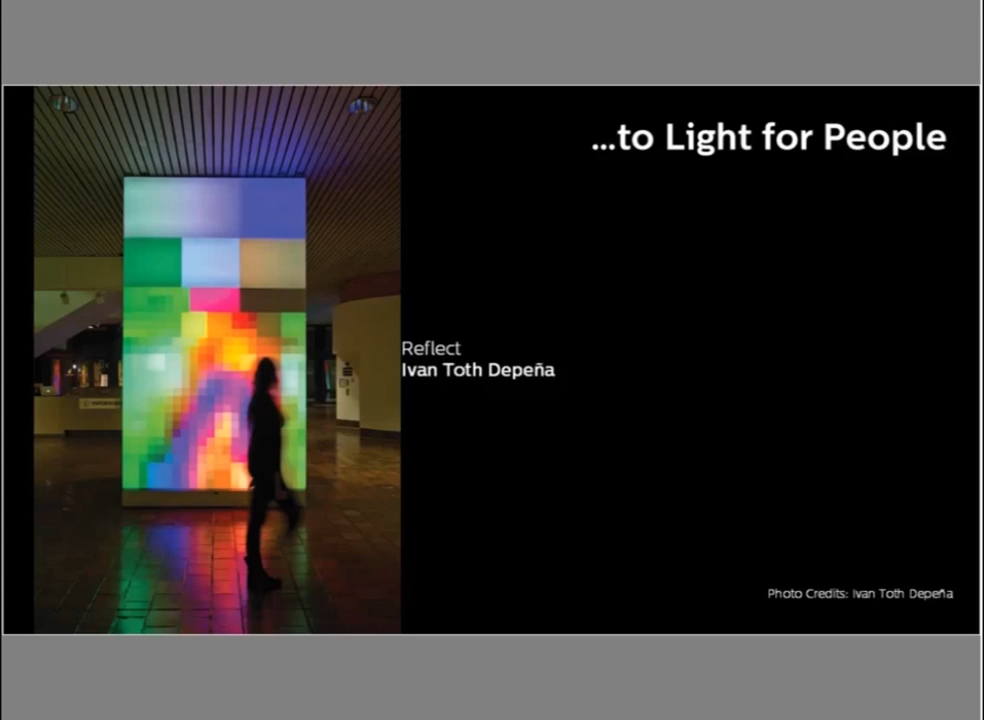 ...to Light for People
Reflect
Ivan Toth Depeña
Photo Credits: Ivan Toth Depeña